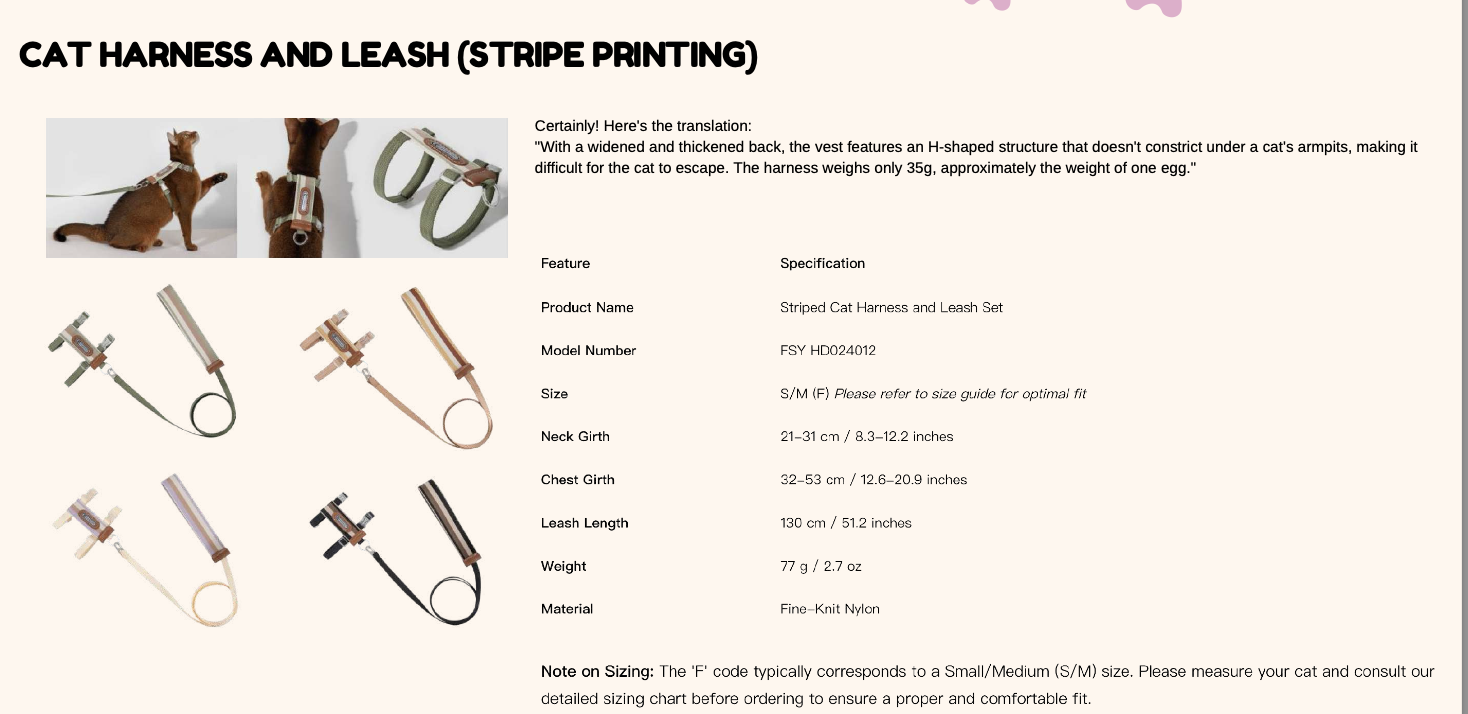 CAT HARNESS AND LEASH (STRIPE PRINTING)
Certainly! Here's the translation:
"With a widened and thickened back, the vest features an H-shaped structure that doesn't constrict under a cat's armpits, making it
difficult for the cat to escape. The harness weighs only 35g, approximately the weight of one egg."
Feature Specification
Product Name Striped Cat Harness and Leash Set
Model Number FSY HD024012
Size S/M (F) Please refer to size guide for optimal fit
Neck Girth 21–31 cm / 8.3–12.2 inches
Chest Girth 32–53 cm / 12.6–20.9 inches
Leash Length 130 cm / 51.2 inches
Weight 77 g / 2.7 oz
Material Fine–Knit Nylon
Note on Sizing: The 'F' code typically corresponds to a Small/Medium (S/M) size. Please measure your cat and consult our
detailed sizing chart before ordering to ensure a proper and comfortable fit.